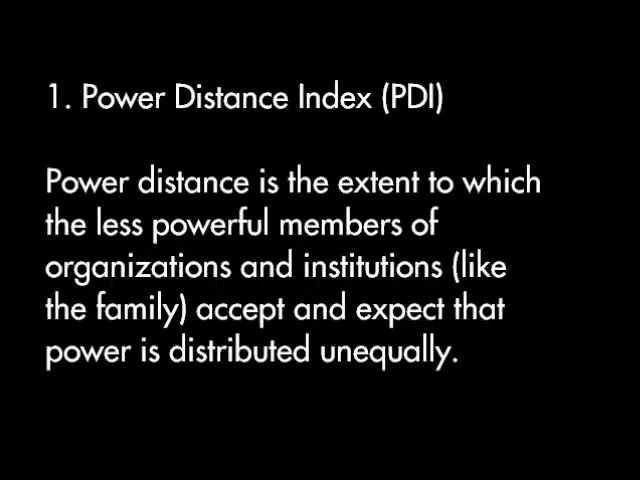 1. Power Distance Index (PDI)
Power distance is the extent to which
the less powerful members of
organizations and institutions (like
the family) accept and expect that
power is distributed unequally.